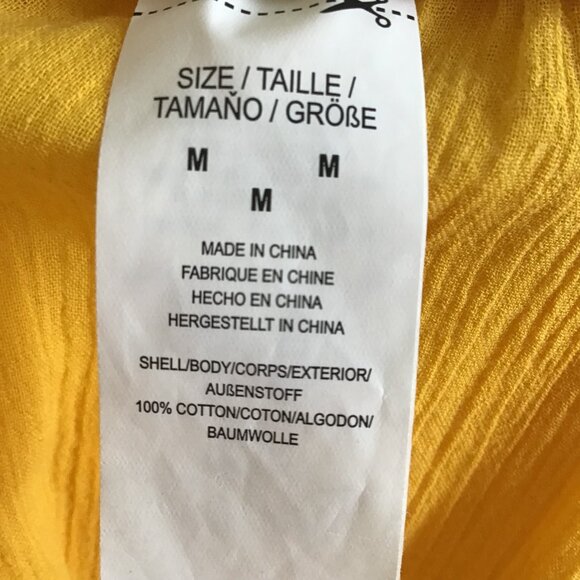 SIZE / TAILLE /
TAMAÑO / GRÖßE
M M
M
MADE IN CHINA
FABRIQUE EN CHINE
HECHO EN CHINA
HERGESTELLT IN CHINA
SHELL/BODY/CORPS/EXTERIOR/
AUßENSTOFF
100% COTTON/COTON/ALGODON/
BAUMWOLLE